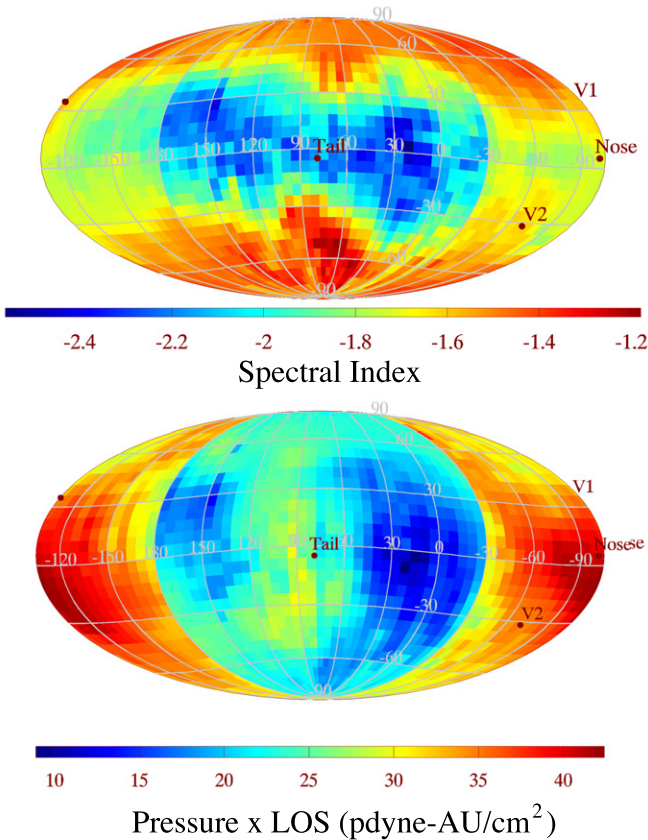 90
60
30
V1
-120 -150 180 150 120 90 Tail 60 30 0 -30 -60 -90 Nose
-30
V2
-60
90
-2.4 -2.2 -2 -1.8 -1.6 -1.4 -1.2
Spectral Index
90
60
30
V1
-120 -150 180 150 120 90 Tail 60 30 0 -30 -60 -90 Nose se
-30
V2
-60
-90
10 15 20 25 30 35 40
Pressure x LOS (pdyne-AU/cm²)